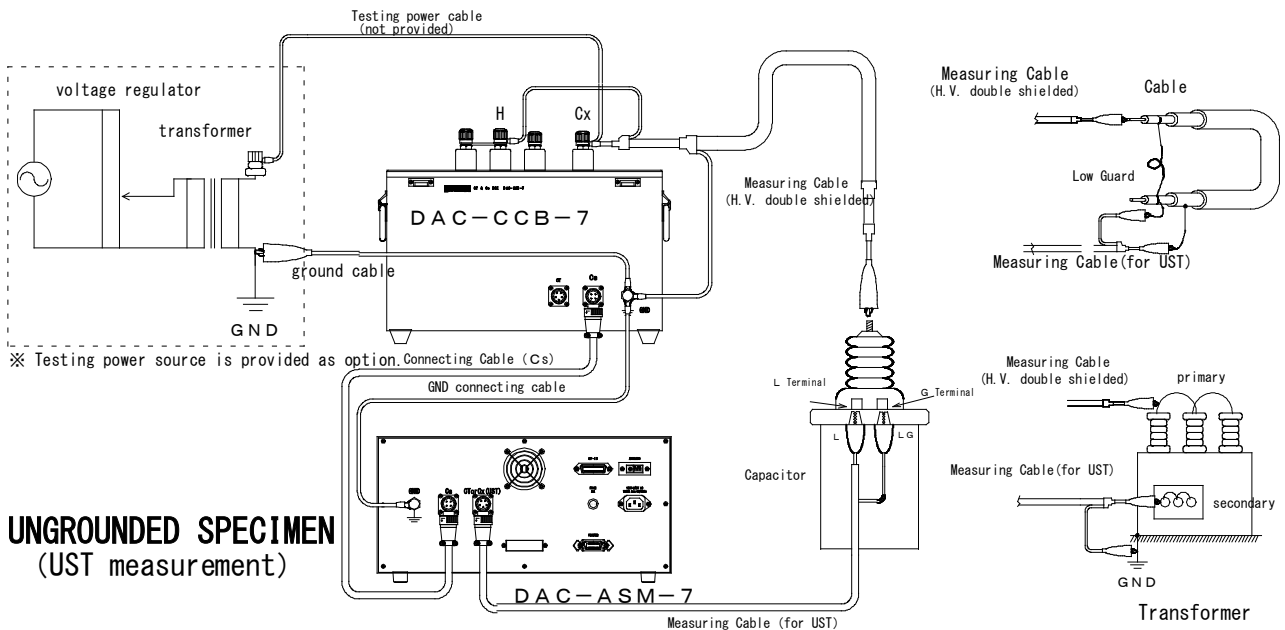 Testing power cable
(not provided)
voltage regulator
transformer
H
Cx
DAC-CCB-7
Cs
GND
ground cable
GND
※ Testing power source is provided as option.
Connecting Cable (Cs)
GND connecting cable
Measuring Cable
(H.V. double shielded)
L Terminal
G Terminal
L
LG
Capacitor
GND
Cs
CTorCx(UST)
DAC-ASM-7
Measuring Cable (for UST)
UNGROUNDED SPECIMEN
(UST measurement)
Measuring Cable
(H.V. double shielded)
Cable
Low Guard
Measuring Cable(for UST)
Measuring Cable
(H.V. double shielded)
primary
Measuring Cable(for UST)
secondary
GND
Transformer